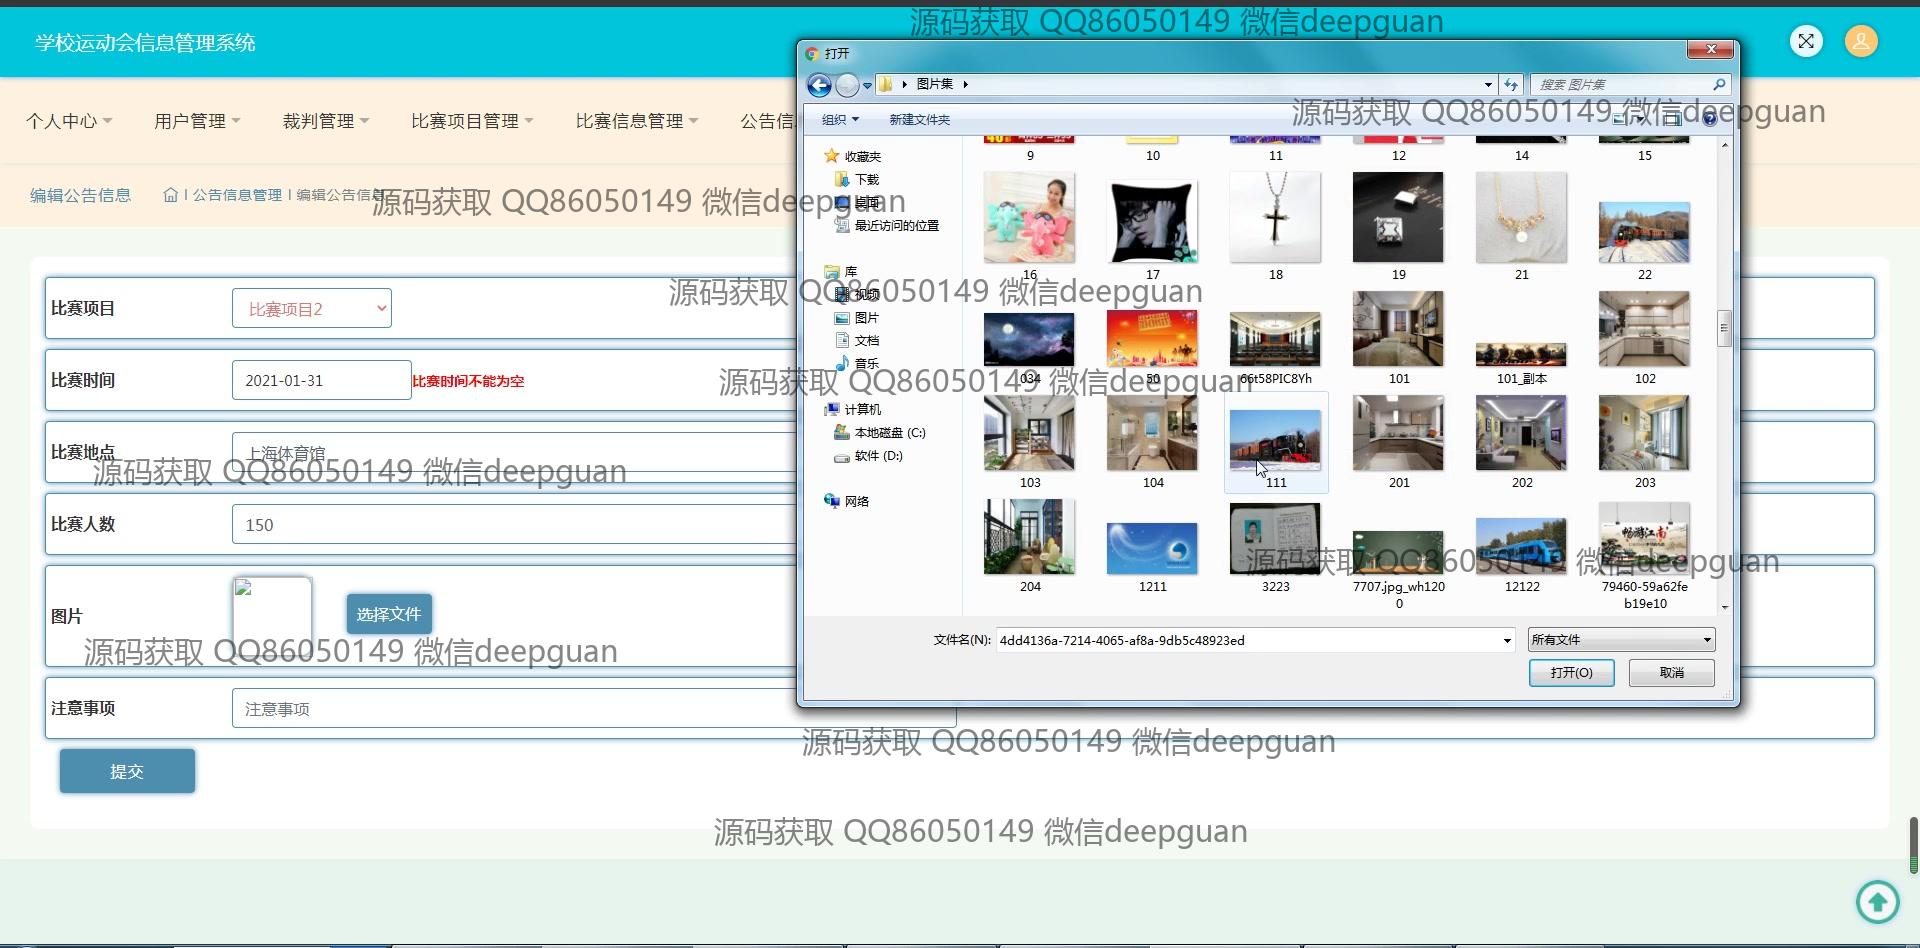 源码获取 QQ86050149 微信deepguan
学校运动会信息管理系统
打开
图片集
搜索 图片集
源码获取 QQ86050149 微信deepguan
个人中心 用户管理 裁判管理 比赛项目管理 比赛信息管理 公告信
组织 新建文件夹
编辑公告信息 公告信息管理 编辑公告信息
源码获取 QQ86050149 微信deepguan
收藏夹
下载
桌面
最近访问的位置
库
视频
图片
文档
音乐
计算机
本地磁盘 (C:)
软件 (D:)
网络
9 10 11 12 14 15
16 17 18 19 21 22
034 50 66t58PIC8Yh 101 101_副本 102
103 104 111 201 202 203
204 1211 3223 7707.jpg_wh1200 12122 79460-59a62feb19e10
源码获取 QQ86050149 微信deepguan
源码获取 QQ86050149 微信deepguan
源码获取 QQ86050149 微信deepguan
文件名(N): 4dd4136a-7214-4065-af8a-9db5c48923ed 所有文件
打开(O) 取消
比赛项目 比赛项目2
比赛时间 2021-01-31 比赛时间不能为空
比赛地点 上海体育馆
源码获取 QQ86050149 微信deepguan
比赛人数 150
图片 选择文件
源码获取 QQ86050149 微信deepguan
注意事项 注意事项
源码获取 QQ86050149 微信deepguan
提交
源码获取 QQ86050149 微信deepguan